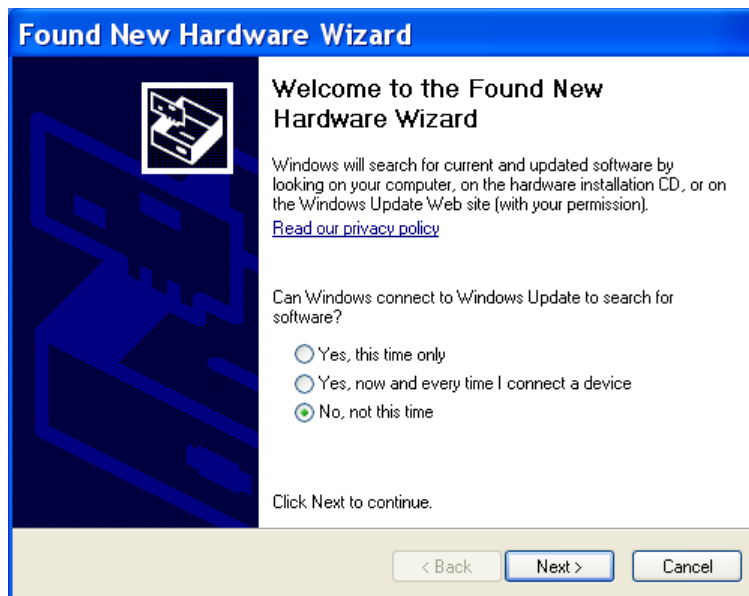 Found New Hardware Wizard
Welcome to the Found New
Hardware Wizard
Windows will search for current and updated software by
looking on your computer, on the hardware installation CD, or on
the Windows Update Web site (with your permission).
Read our privacy policy
Can Windows connect to Windows Update to search for
software?
Yes, this time only
Yes, now and every time I connect a device
No, not this time
Click Next to continue.
< Back Next > Cancel